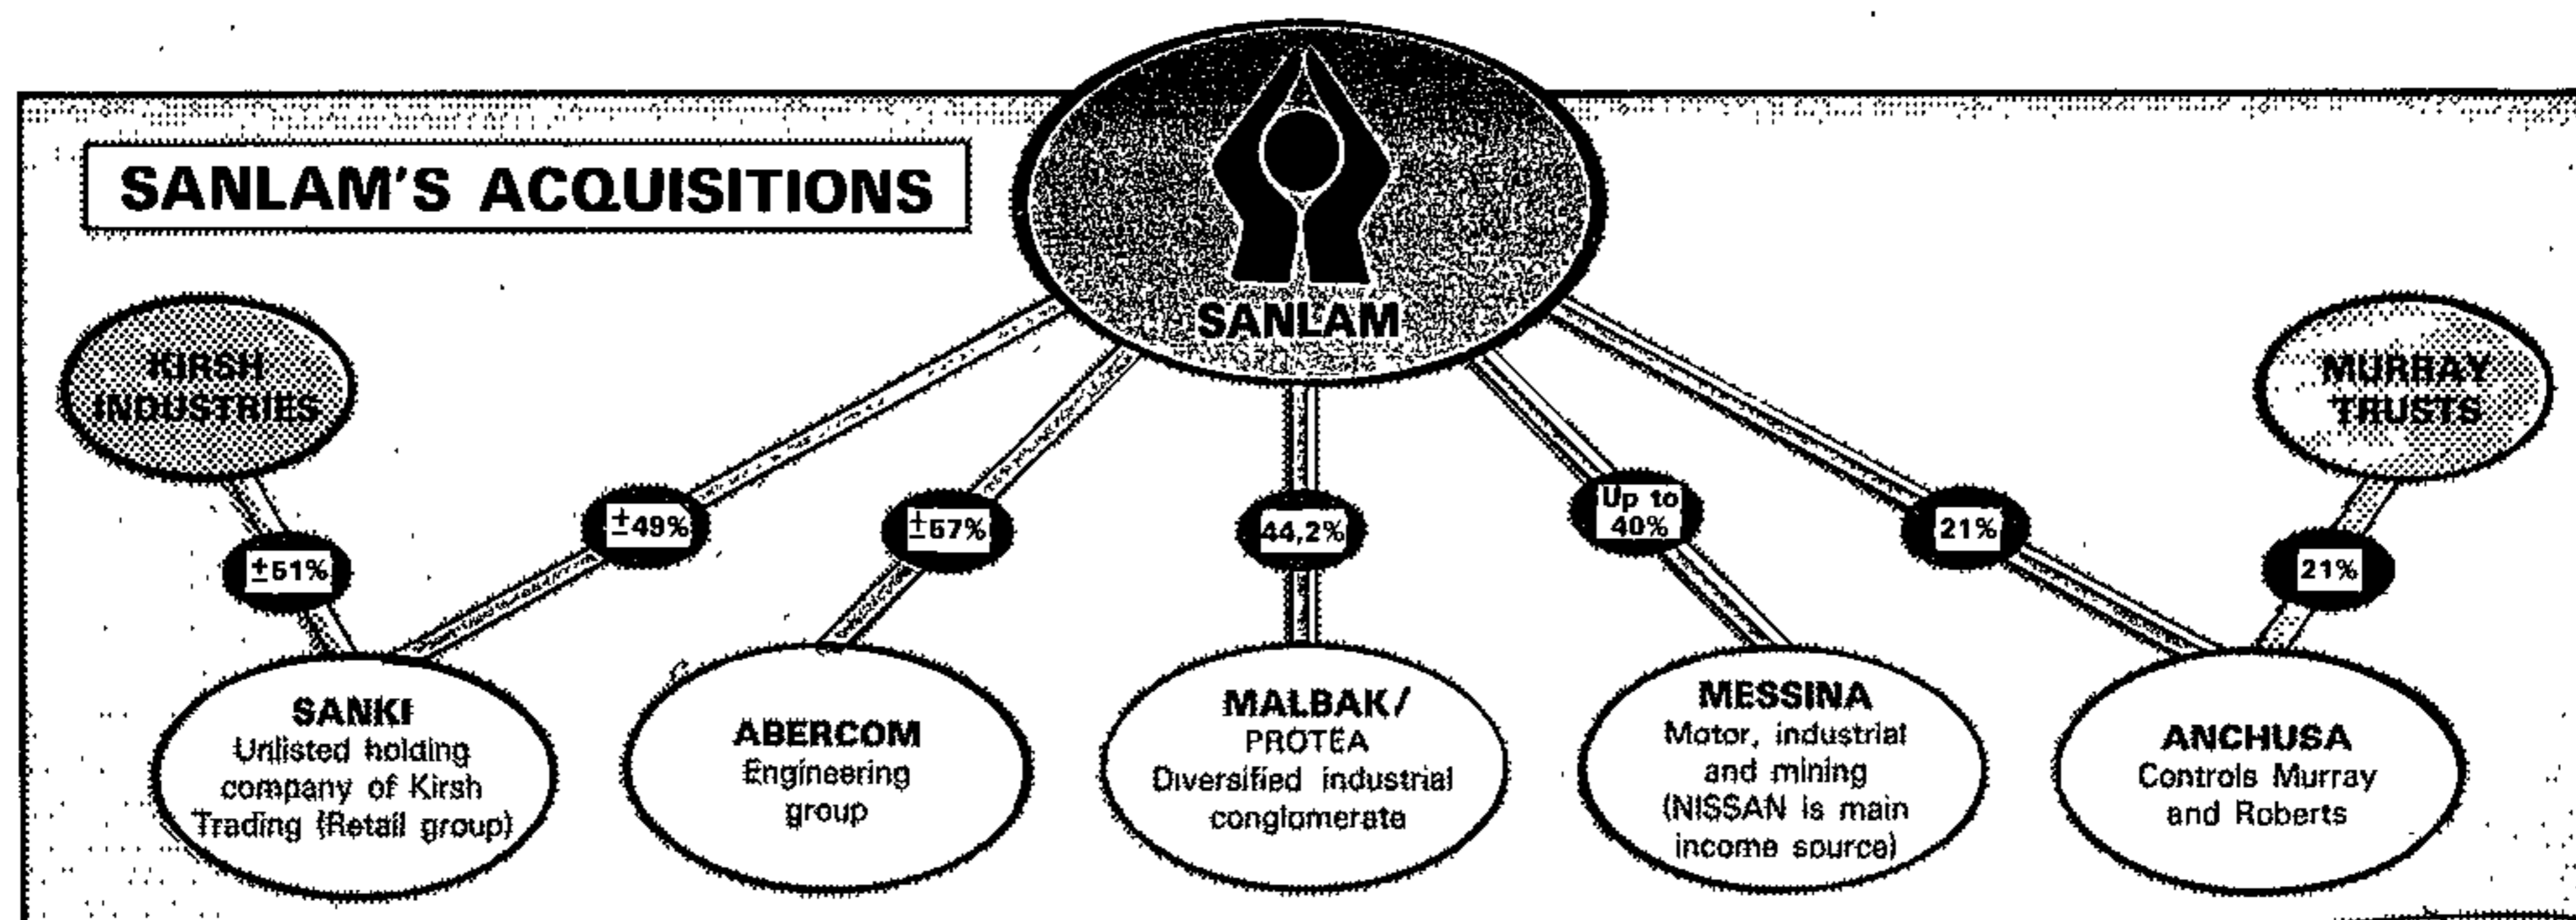 SANLAM'S ACQUISITIONS
SANLAM
KIRSH
INDUSTRIES
MURRAY
TRUSTS
±51%
±49%
±57%
44,2%
Up to
40%
21%
21%
SANKI
Unlisted holding
company of Kirsh
Trading (Retail group)
ABERCOM
Engineering
group
MALBAK/
PROTEA
Diversified industrial
conglomerate
MESSINA
Motor, industrial
and mining
(NISSAN is main
income source)
ANCHUSA
Controls Murray
and Roberts